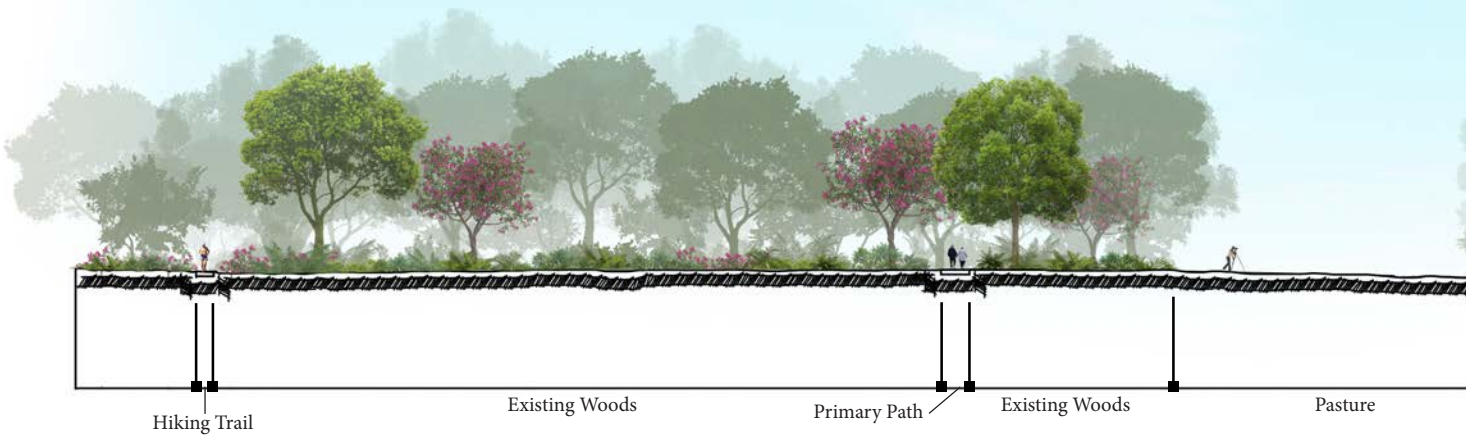 Hiking Trail
Existing Woods
Primary Path
Existing Woods
Pasture